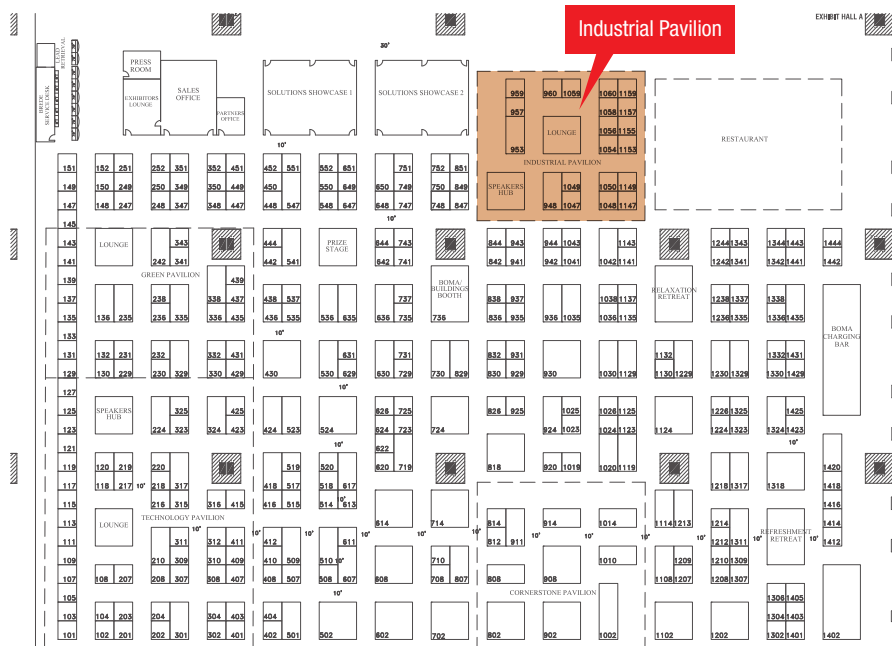 EXHIBIT HALL A
Industrial Pavilion
30'
LEAD RETRIEVAL
BREDE SERVICE DESK
PRESS ROOM
EXHIBITORS LOUNGE
SALES OFFICE
PARTNERS OFFICE
SOLUTIONS SHOWCASE 1
SOLUTIONS SHOWCASE 2
RESTAURANT
959 960 1059 1060 1159
957 1058 1157
LOUNGE 1056 1155
953 1054 1153
INDUSTRIAL PAVILION
10'
151 152 251 252 351 352 451 452 551 552 651 751 752 851
149 150 249 250 349 350 449 450 550 649 650 749 750 849 SPEAKERS HUB 1049 1050 1149
147 148 247 248 347 348 447 548 647 648 747 748 847 948 1047 1048 1147
10'
145
143 LOUNGE 343 444 PRIZE STAGE 644 743 844 943 944 1043 1143 1244 1343 1344 1443 1444
141 242 341 442 541 642 741 842 941 942 1041 1042 1141 1242 1341 1342 1441 1442
GREEN PAVILION
139 439 BOMA/BUILDINGS BOOTH RELAXATION RETREAT
137 238 338 437 438 537 737 838 937 1038 1137 1238 1337 1338
135 136 235 236 335 336 435 436 535 536 635 636 735 736 836 935 936 1035 1036 1135 1236 1335 1336 1435
BOMA CHARGING BAR
133 10'
131 132 231 232 332 431 631 731 832 931 1132 1332 1431
129 130 229 230 329 330 429 430 530 629 630 729 730 829 830 929 930 1030 1129 1130 1229 1230 1329 1330 1429
10'
127
125 SPEAKERS HUB 325 425 626 725 826 925 1025 1026 1125 1226 1325 1425
123 224 323 324 423 424 523 524 624 723 724 924 1023 1024 1123 1124 1224 1323 1324 1423
10' 10'
121 622
119 120 219 220 519 520 620 719 818 920 1019 1020 1119 1420
117 118 217 218 317 418 517 518 617 1218 1317 1318 1418
10'
115 216 315 316 415 416 515 514 613 1416
113 LOUNGE 614 714 814 914 1014 1114 1213 1214 1414
TECHNOLOGY PAVILION
10' 10' 10' 10' 10' 10' 10' 10' 10' 10'
REFRESHMENT RETREAT
111 311 312 411 412 611 812 911 1212 1311 1412
109 210 309 310 409 410 509 510 10' 710 1010 1209 1210 1309
107 108 207 208 307 308 407 408 507 508 607 608 708 807 808 908 1108 1207 1208 1307
10'
CORNERSTONE PAVILION
105 1306 1405
103 104 203 204 304 403 404 1304 1403
101 102 201 202 301 302 401 402 501 502 602 702 802 902 1002 1102 1202 1302 1401 1402